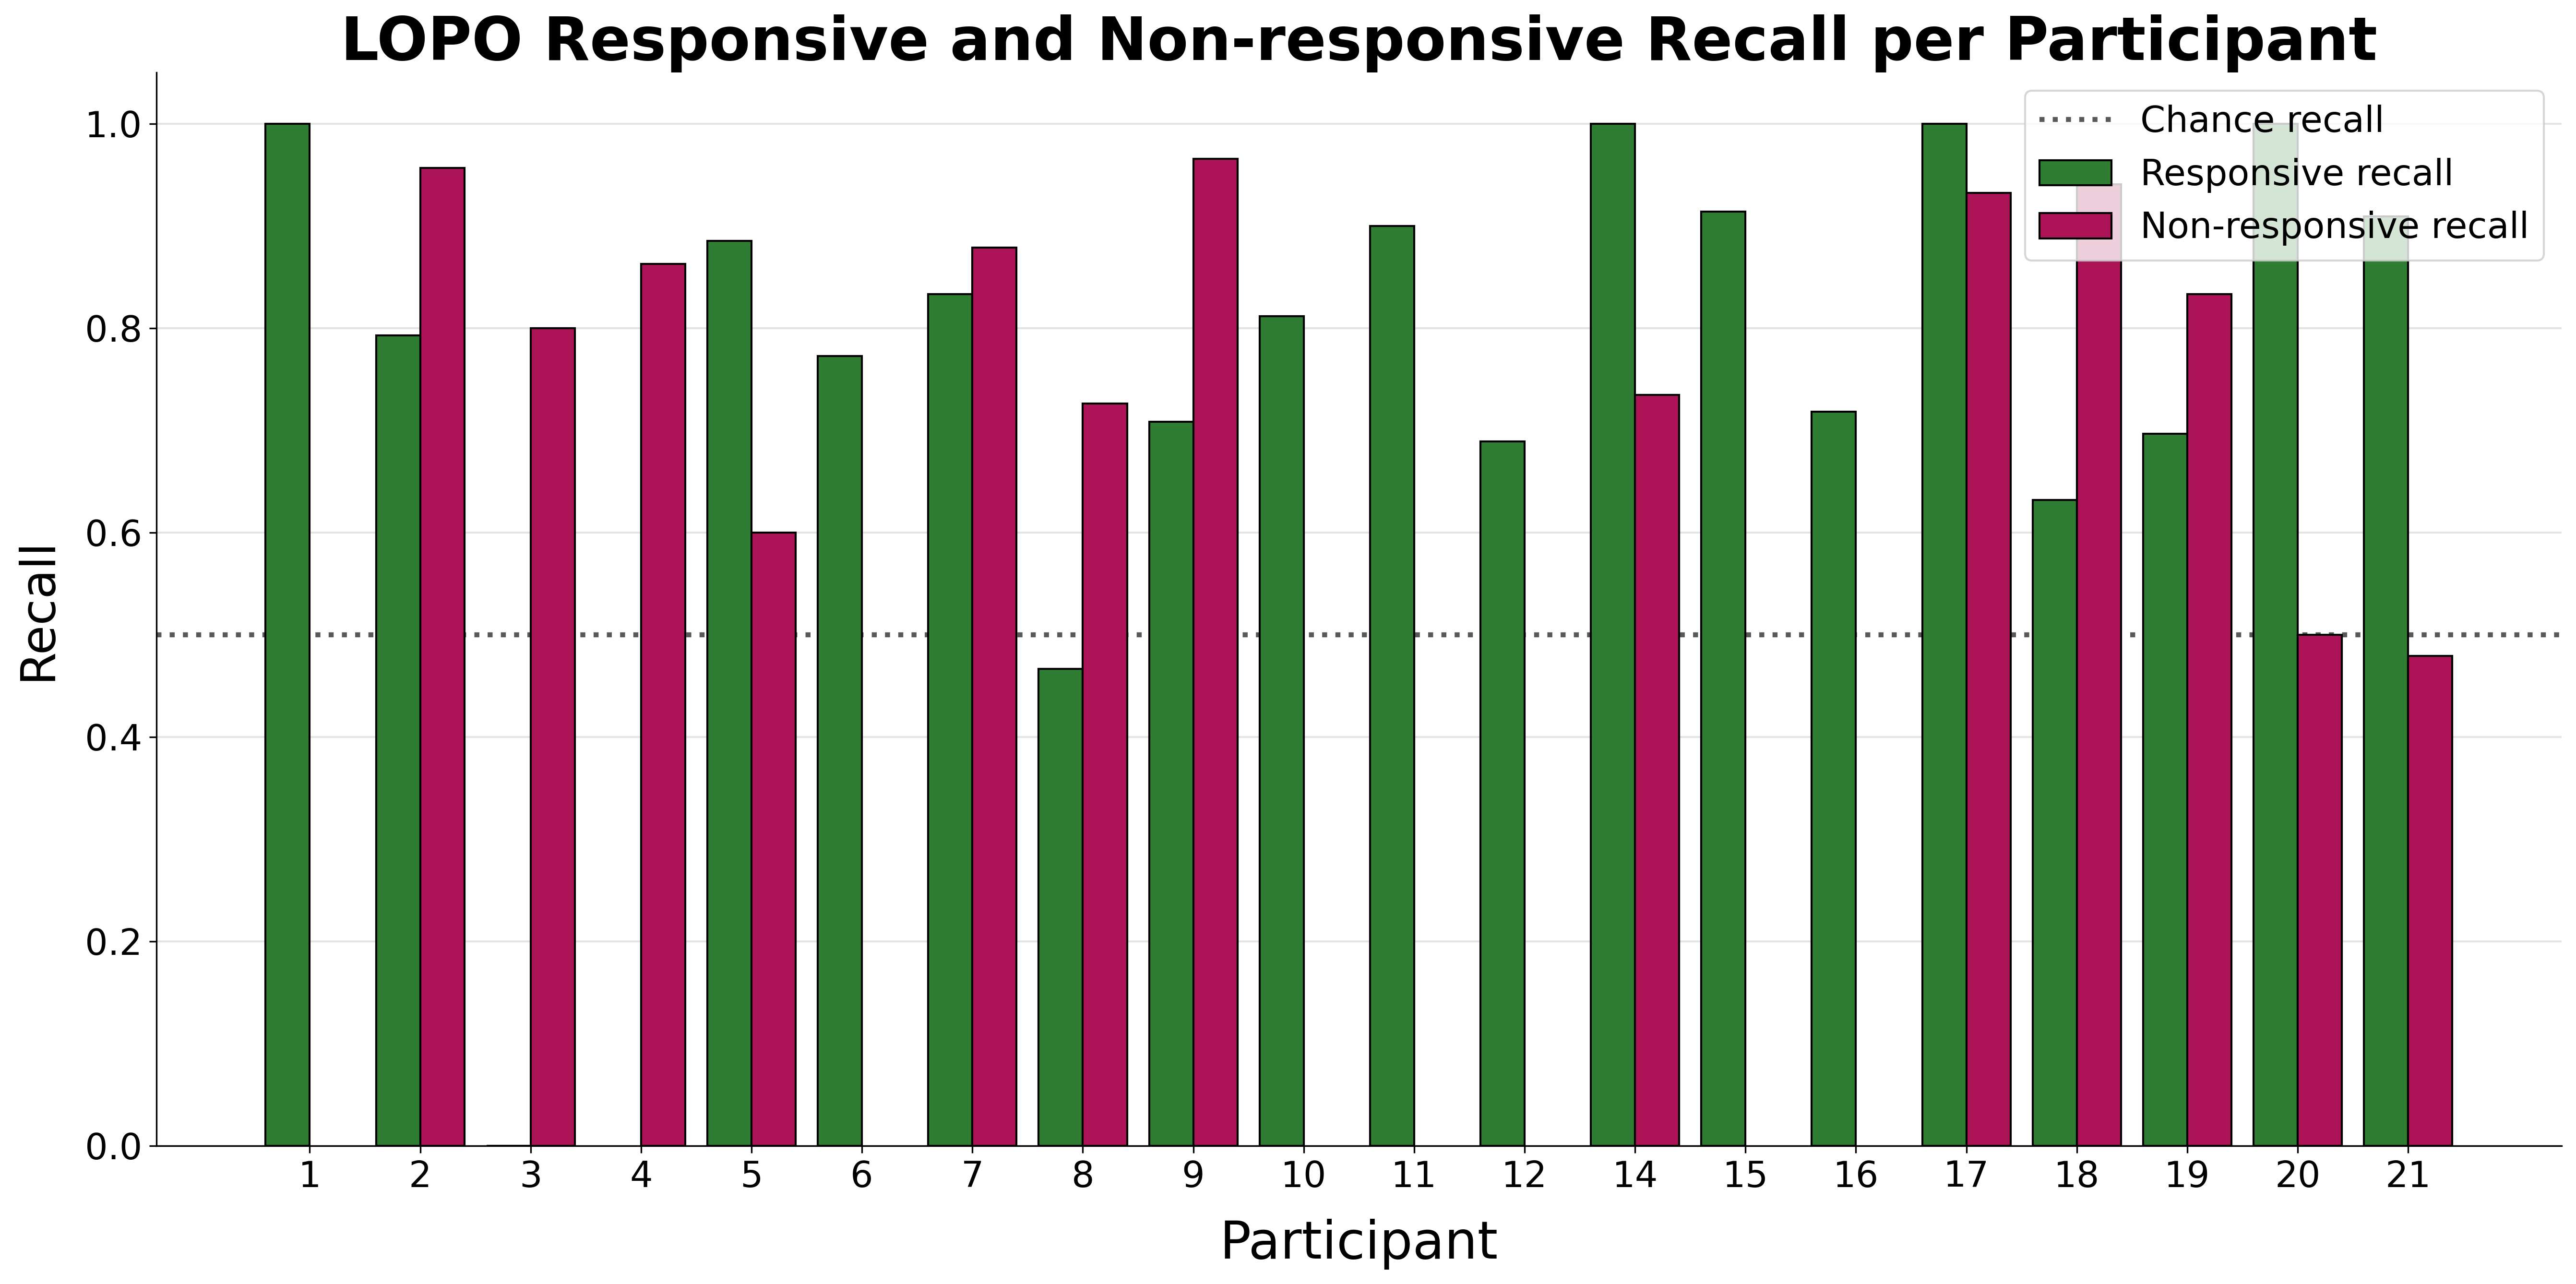 LOPO Responsive and Non-responsive Recall per Participant
Chance recall
Responsive recall
Non-responsive recall
Recall
1.0
0.8
0.6
0.4
0.2
0.0
1 2 3 4 5 6 7 8 9 10 11 12 14 15 16 17 18 19 20 21
Participant